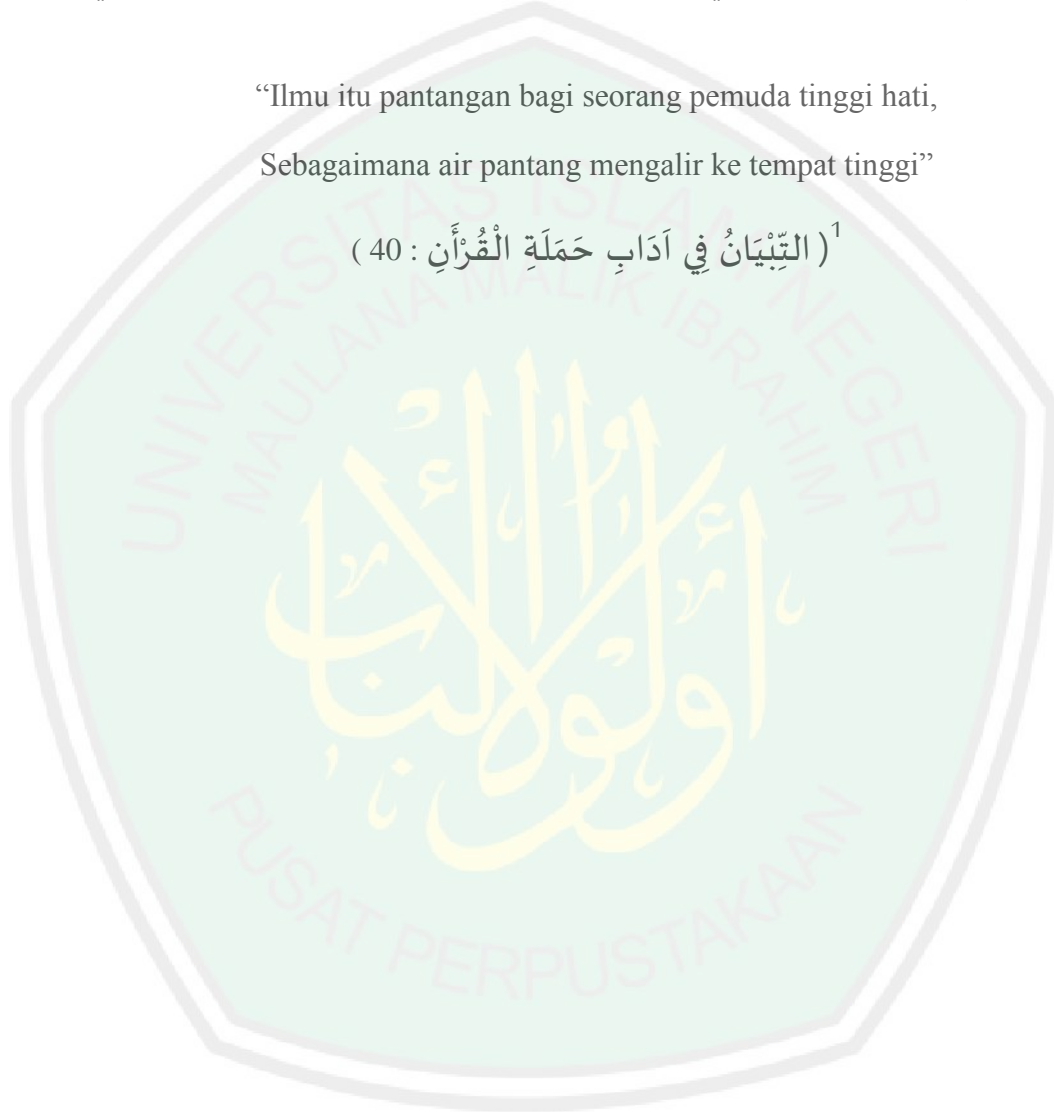 “Ilmu itu pantangan bagi seorang pemuda tinggi hati,
Sebagaimana air pantang mengalir ke tempat tinggi”
( التِّبْيَانُ فِي اَدَابِ حَمَلَةِ الْقُرْأَنِ : 40 )1
UNIVERSITAS ISLAM NEGERI
MAULANA MALIK IBRAHIM
PUSAT PERPUSTAKAAN